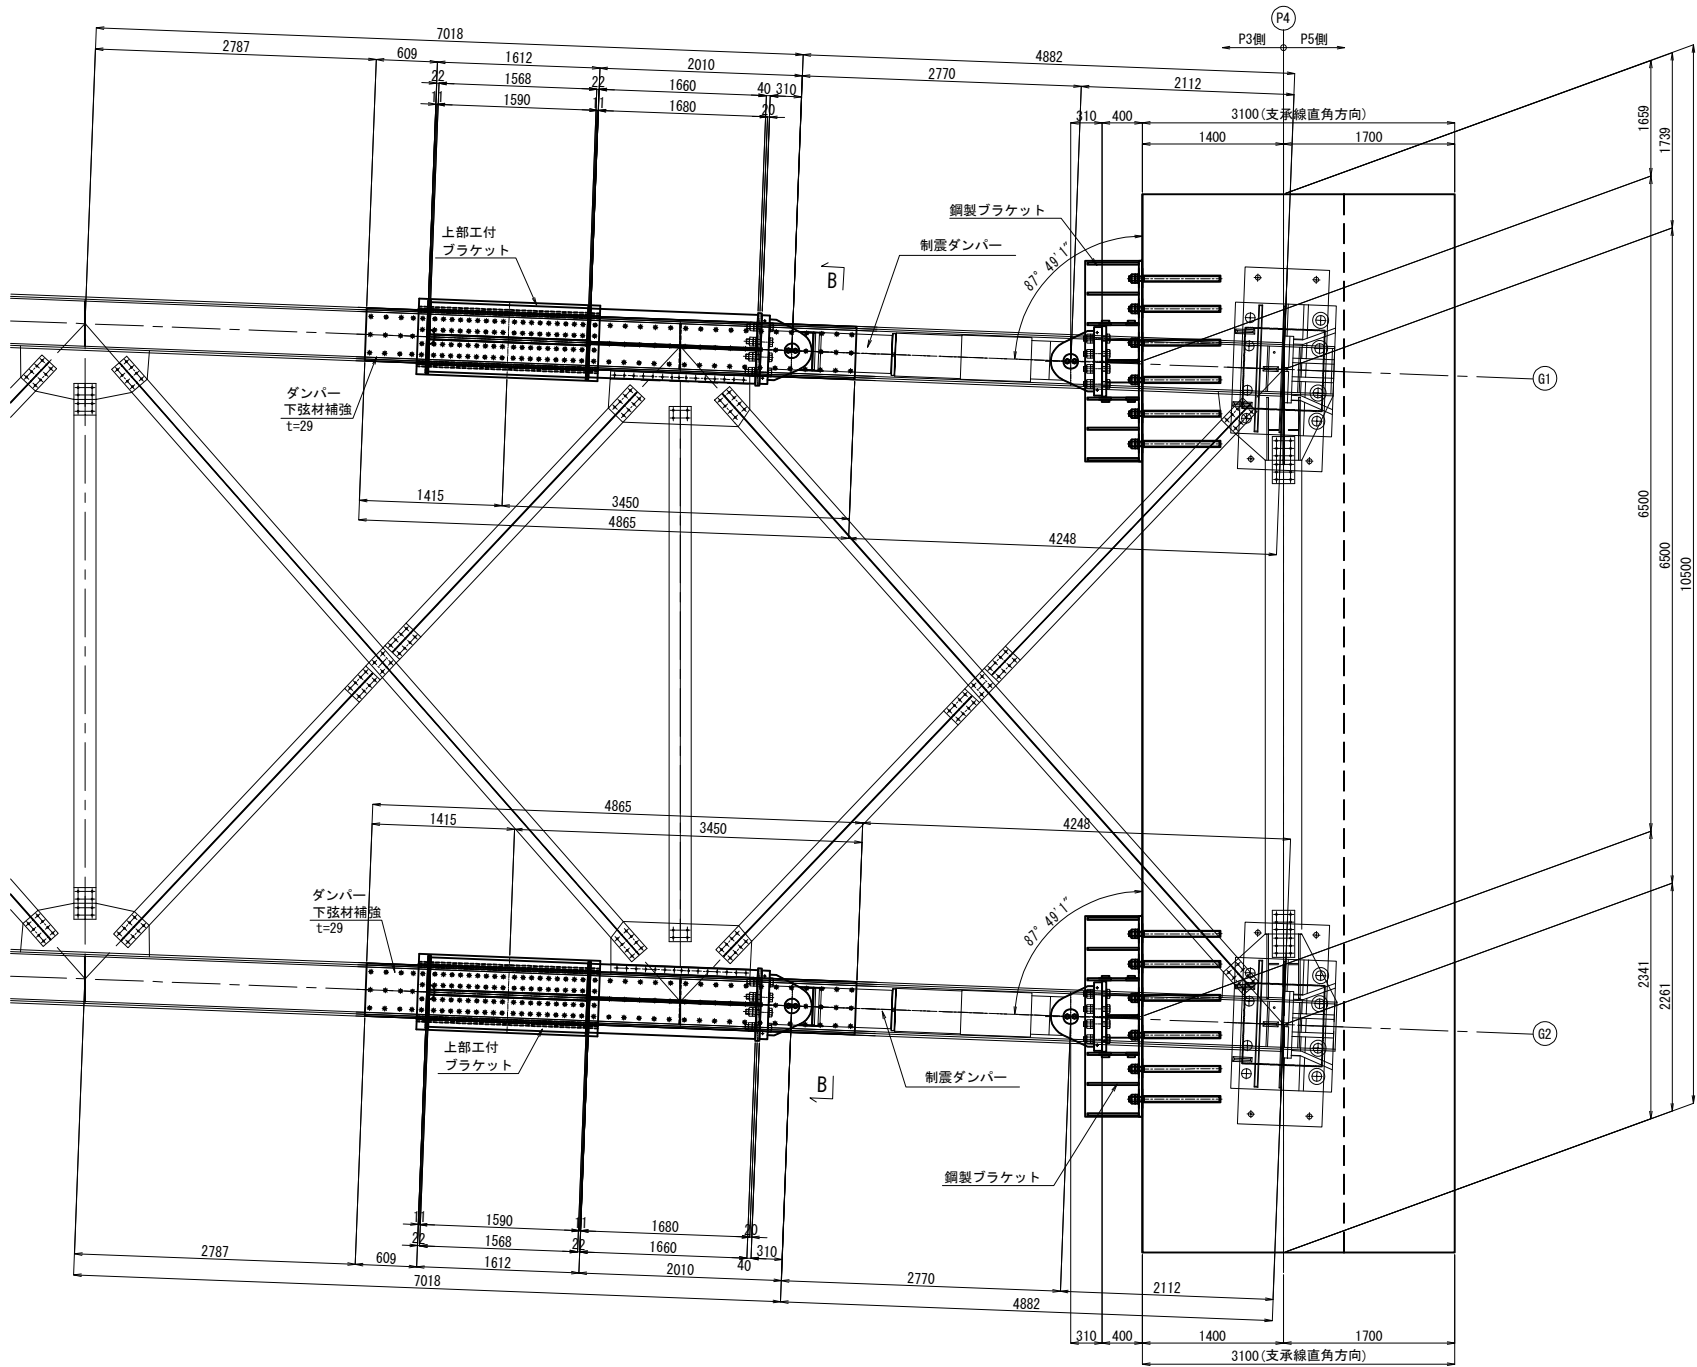 P4
P3側
P5側
7018
4882
2787
609
1612
2010
2770
2112
22
1568
22
1660
40
310
11
1590
11
1680
20
310
400
3100(支承線直角方向)
1400
1700
1659
1739
鋼製ブラケット
上部工付
ブラケット
制震ダンパー
B
87° 49' 1"
G1
ダンパー
下弦材補強
t=29
1415
3450
4865
4248
6500
6500
10500
4865
1415
3450
4248
ダンパー
下弦材補強
t=29
87° 49' 1"
2341
2261
G2
上部工付
ブラケット
B
制震ダンパー
鋼製ブラケット
11
1590
11
1680
20
22
1568
22
1660
310
2787
609
1612
2010
40
2770
2112
7018
4882
310
400
1400
1700
3100(支承線直角方向)